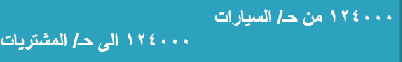 ١٢٤٠٠٠ من حـ/ السيارات
١٢٤٠٠٠ الى حـ/ المشتريات